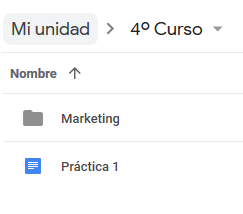 Mi unidad > 4º Curso
Nombre ↑
Marketing
Práctica 1